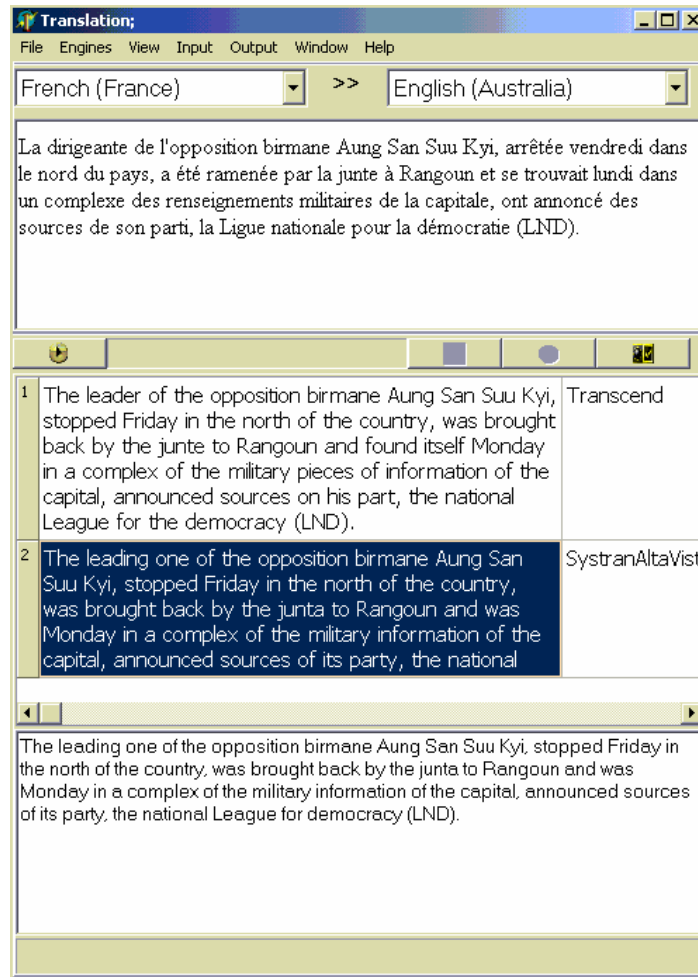 Translation;
File Engines View Input Output Window Help
French (France) >> English (Australia)
La dirigeante de l'opposition birmane Aung San Suu Kyi, arrêtée vendredi dans
le nord du pays, a été ramenée par la junte à Rangoun et se trouvait lundi dans
un complexe des renseignements militaires de la capitale, ont annoncé des
sources de son parti, la Ligue nationale pour la démocratie (LND).
1 The leader of the opposition birmane Aung San Suu Kyi, Transcend
stopped Friday in the north of the country, was brought
back by the junte to Rangoun and found itself Monday
in a complex of the military pieces of information of the
capital, announced sources on his part, the national
League for the democracy (LND).
2 The leading one of the opposition birmane Aung San SystranAltaVist
Suu Kyi, stopped Friday in the north of the country,
was brought back by the junta to Rangoun and was
Monday in a complex of the military information of the
capital, announced sources of its party, the national
The leading one of the opposition birmane Aung San Suu Kyi, stopped Friday in
the north of the country, was brought back by the junta to Rangoun and was
Monday in a complex of the military information of the capital, announced sources
of its party, the national League for democracy (LND).